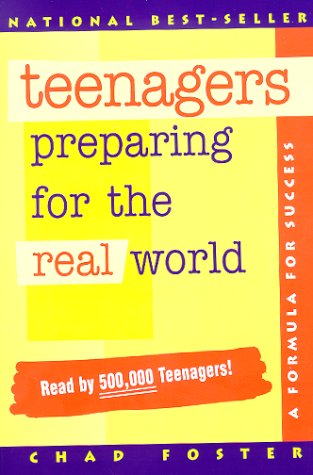 NATIONAL BEST-SELLER
teenagers
preparing
for the
real world
A FORMULA FOR SUCCESS
Read by 500,000 Teenagers!
CHAD FOSTER